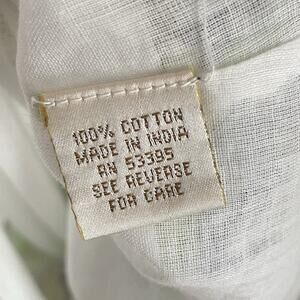 100% COTTON
MADE IN INDIA
RN 53395
SEE REVERSE
FOR CARE